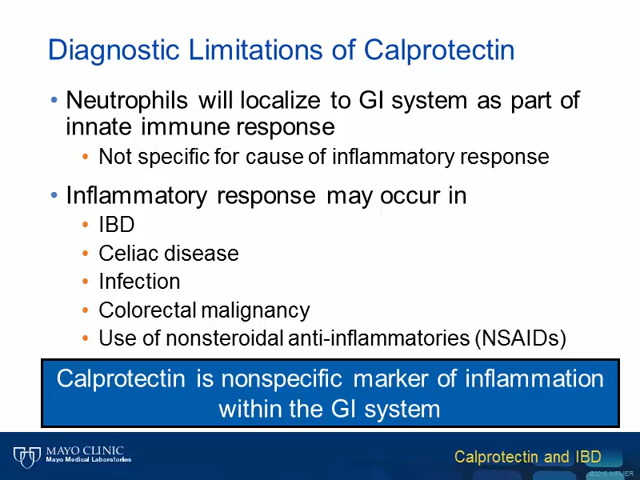 Diagnostic Limitations of Calprotectin
• Neutrophils will localize to GI system as part of
innate immune response
• Not specific for cause of inflammatory response
• Inflammatory response may occur in
• IBD
• Celiac disease
• Infection
• Colorectal malignancy
• Use of nonsteroidal anti-inflammatories (NSAIDs)
Calprotectin is nonspecific marker of inflammation
within the GI system
MAYO CLINIC
Mayo Medical Laboratories
Calprotectin and IBD